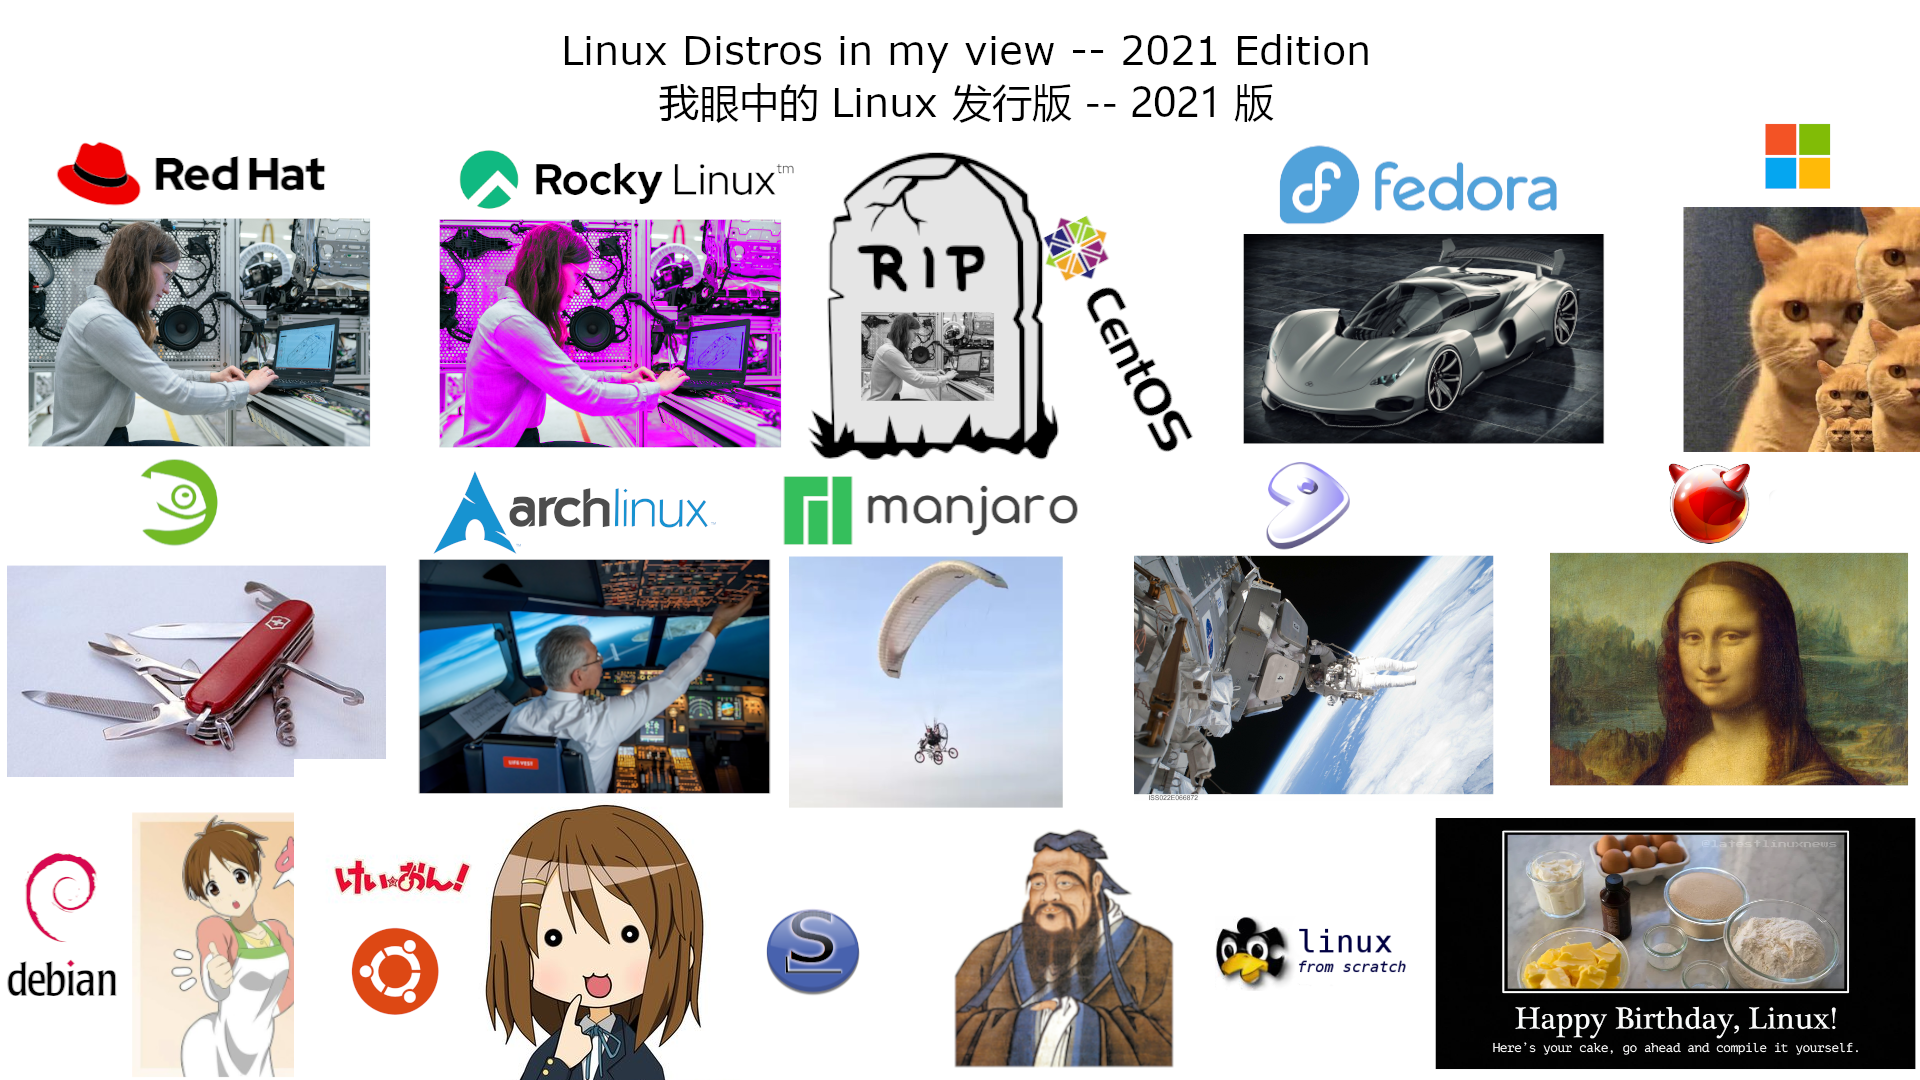 Linux Distros in my view -- 2021 Edition
我眼中的 Linux 发行版 -- 2021 版
Red Hat
Rocky Linux™
RIP
CentOS
fedora
archlinux
manjaro
ISS022E066872
debian
けいおん!
S
linux
from scratch
@latestlinuxnews
Happy Birthday, Linux!
Here's your cake, go ahead and compile it yourself.